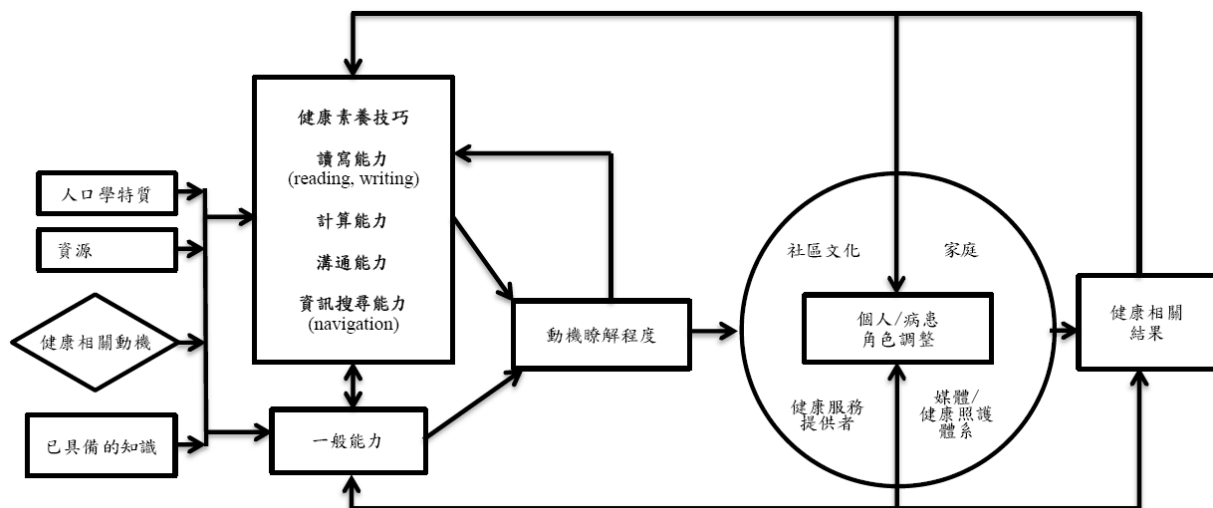 健康素養技巧
讀寫能力
(reading, writing)
計算能力
溝通能力
資訊搜尋能力
(navigation)
人口學特質
資源
健康相關動機
已具備的知識
一般能力
動機瞭解程度
社區文化
家庭
個人/病患
角色調整
健康服務
提供者
媒體/
健康照護
體系
健康相關
結果